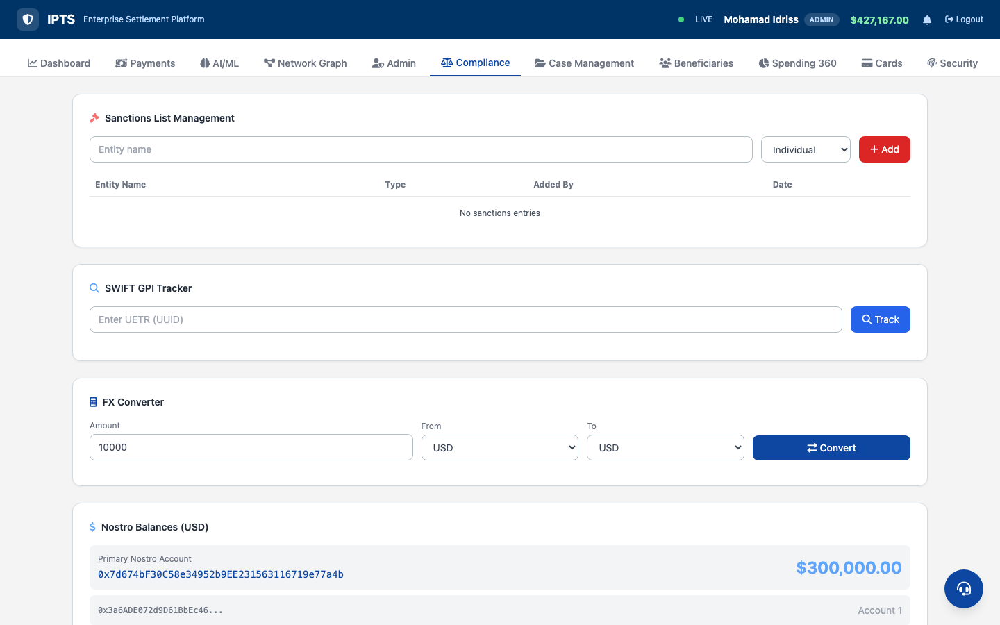 IPTS Enterprise Settlement Platform
LIVE Mohamad Idriss ADMIN $427,167.00 Logout
Dashboard Payments AI/ML Network Graph Admin Compliance Case Management Beneficiaries Spending 360 Cards Security
Sanctions List Management
Entity name Individual + Add
Entity Name Type Added By Date
No sanctions entries
SWIFT GPI Tracker
Enter UETR (UUID) Track
FX Converter
Amount From To
10000 USD USD Convert
$ Nostro Balances (USD)
Primary Nostro Account
0x7d674bF30C58e34952b9EE231563116719e77a4b $300,000.00
0x3a6ADE072d9D61BbEc46... Account 1